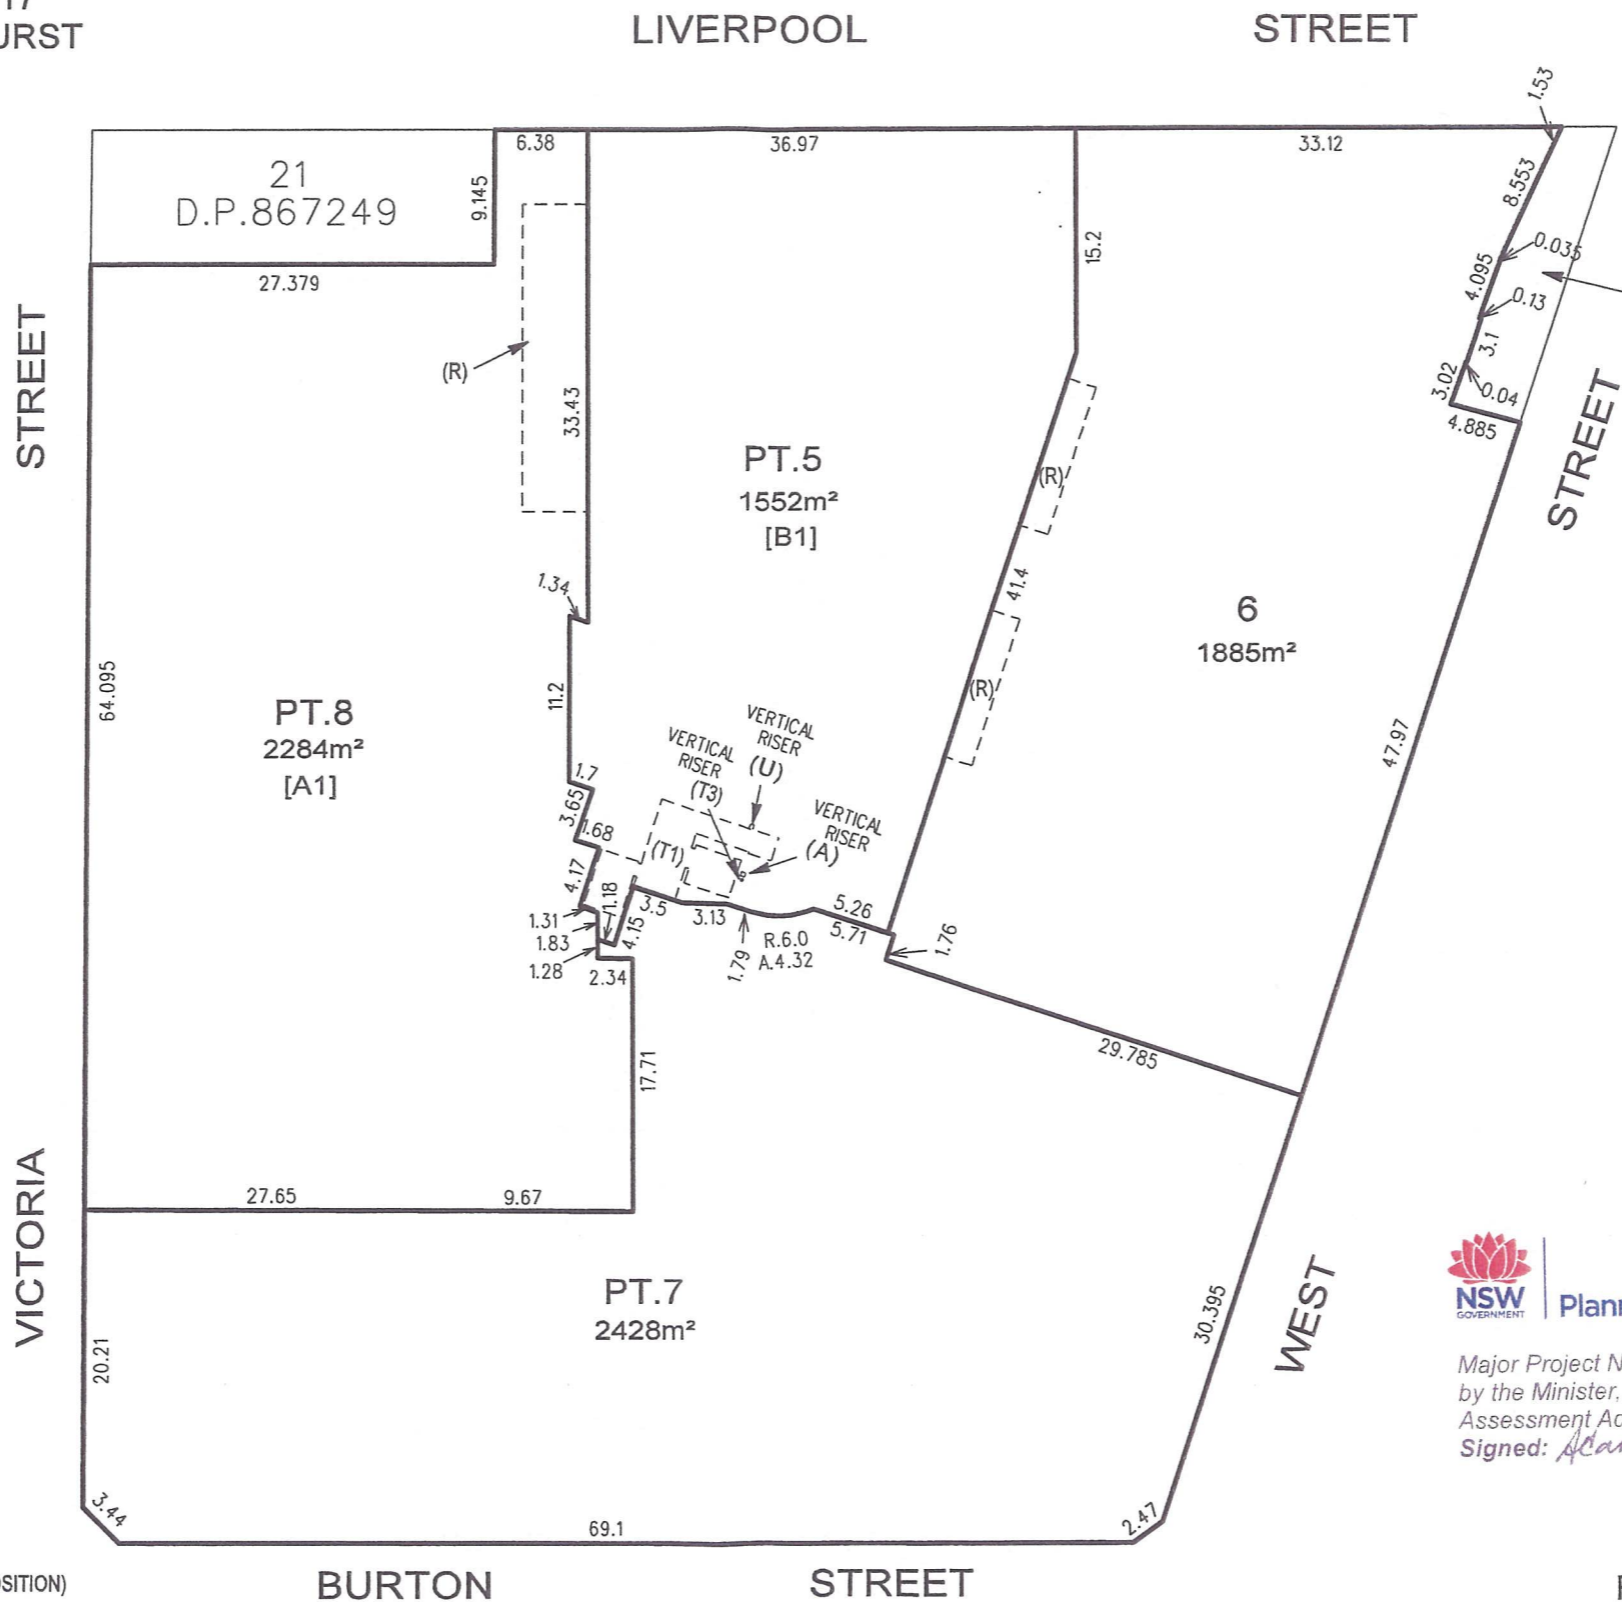 17
URST
LIVERPOOL STREET
1.53
6.38
36.97
33.12
21
D.P.867249
9.145
8.553
27.379
15.2
0.035
4.095
0.13
3.1
STREET
(R)
33.43
3.02
0.04
4.885
STREET
PT.5
1552m²
[B1]
(R)
1.34
41.4
6
1885m²
64.095
11.2
(R)
PT.8
2284m²
[A1]
VERTICAL
RISER
(U)
VERTICAL
RISER
(T3)
47.97
1.7
3.65
1.68
VERTICAL
RISER
(A)
(T1)
4.17
1.18
3.5
3.13
5.26
5.71
1.31
1.83
4.15
1.28
2.34
1.79
R.6.0
A.4.32
1.76
29.785
17.71
27.65
9.67
VICTORIA
PT.7
2428m²
20.21
30.395
WEST
NSW
GOVERNMENT
Plann
Major Project N
by the Minister,
Assessment Ac
Signed:
3.44
69.1
2.47
SITION)
BURTON STREET